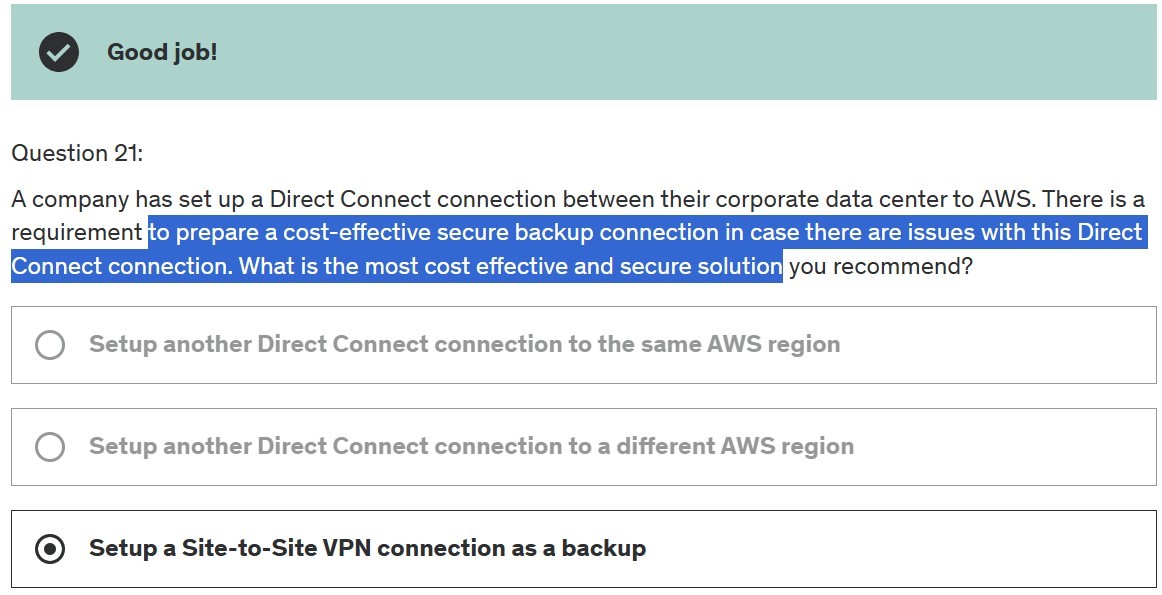 Good job!
Question 21:
A company has set up a Direct Connect connection between their corporate data center to AWS. There is a
requirement to prepare a cost-effective secure backup connection in case there are issues with this Direct
Connect connection. What is the most cost effective and secure solution you recommend?
Setup another Direct Connect connection to the same AWS region
Setup another Direct Connect connection to a different AWS region
Setup a Site-to-Site VPN connection as a backup